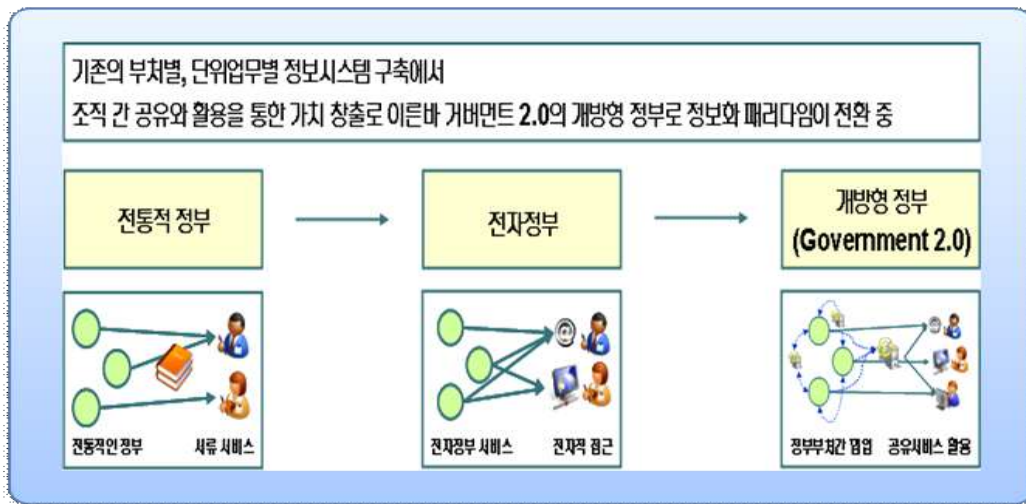 기존의 부처별, 단위업무별 정보시스템 구축에서
조직 간 공유와 활용을 통한 가치 창출로 이른바 거버먼트 2.0의 개방형 정부로 정보화 패러다임이 전환 중
전통적 정부
전자정부
개방형 정부
(Government 2.0)
전통적인 정부 서류 서비스
전자정부 서비스 전자적 접근
정부부처간 협업 공유서비스 활용